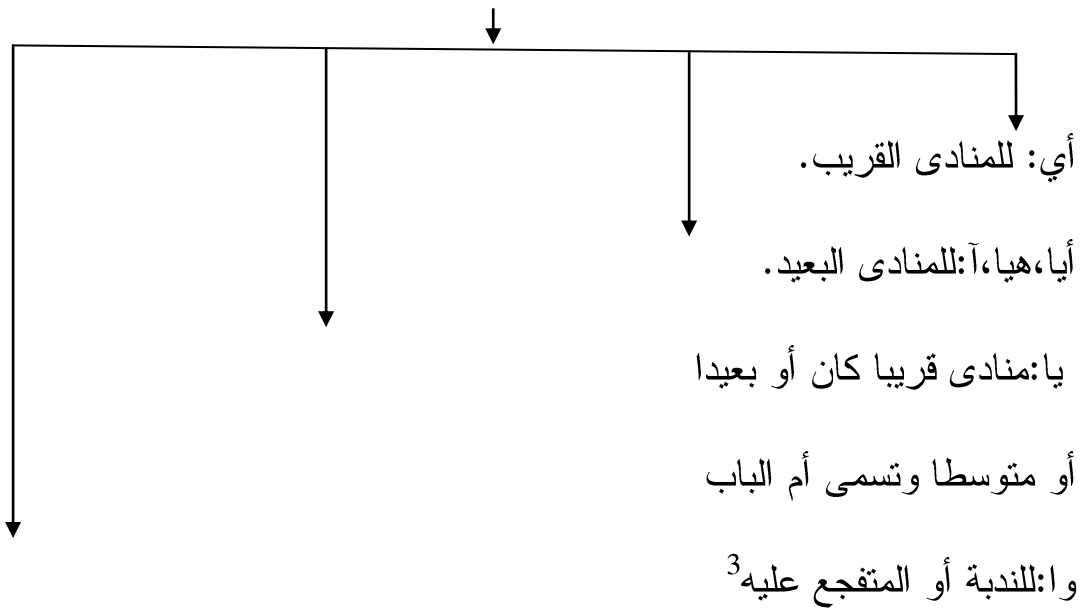 أي: للمنادى القريب.
أيا،هيا،آ:للمنادى البعيد.
يا:منادى قريبا كان أو بعيدا
أو متوسطا وتسمى أم الباب
وا:للندبة أو المتفجع عليه3